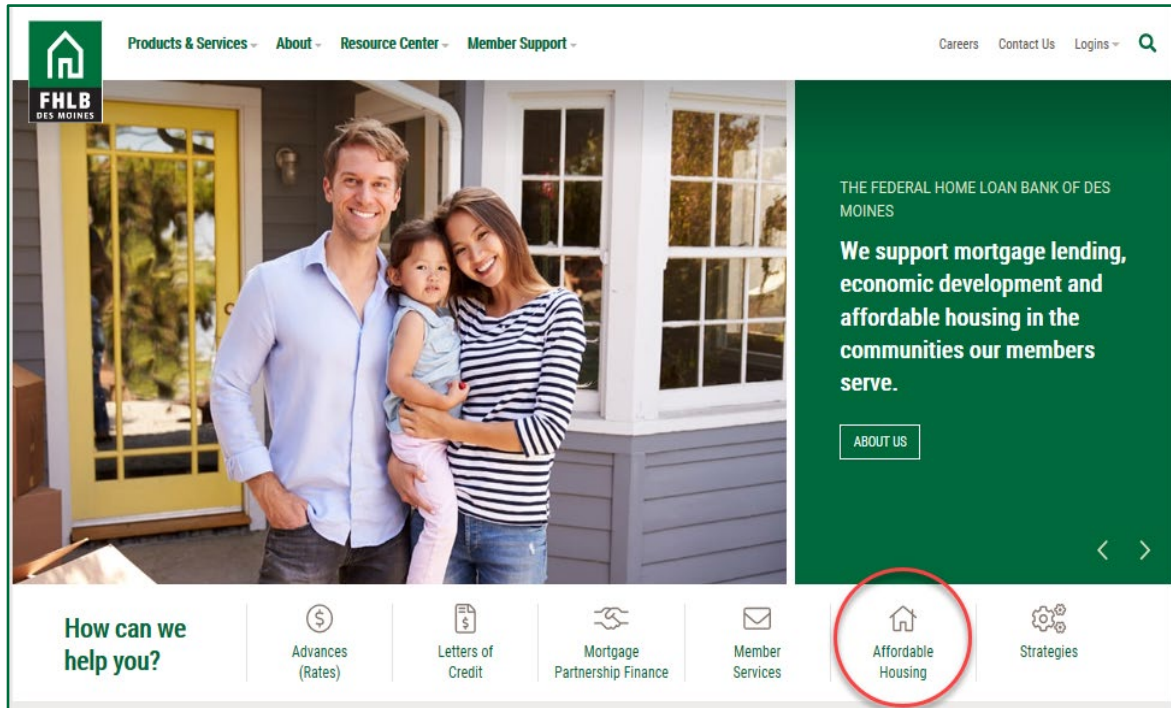 FHLB
DES MOINES
Products & Services
About
Resource Center
Member Support
Careers
Contact Us
Logins
THE FEDERAL HOME LOAN BANK OF DES
MOINES
We support mortgage lending,
economic development and
affordable housing in the
communities our members
serve.
ABOUT US
How can we
help you?
Advances
(Rates)
Letters of
Credit
Mortgage
Partnership Finance
Member
Services
Affordable
Housing
Strategies